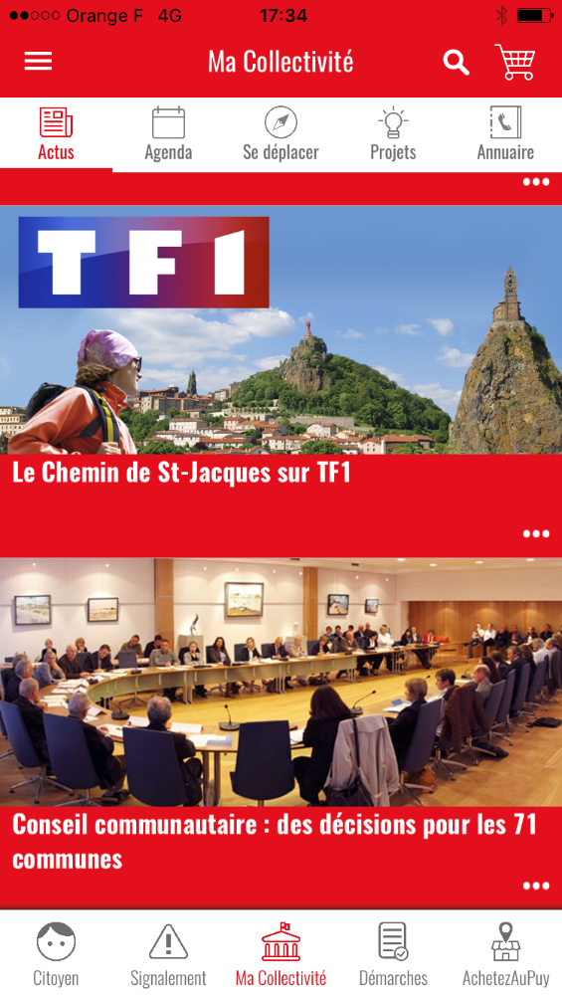 Orange F 4G 17:34
Ma Collectivité
Actus Agenda Se déplacer Projets Annuaire
TF1
Le Chemin de St-Jacques sur TF1
Conseil communautaire : des décisions pour les 71
communes
Citoyen Signalement Ma Collectivité Démarches AchetezAuPuy